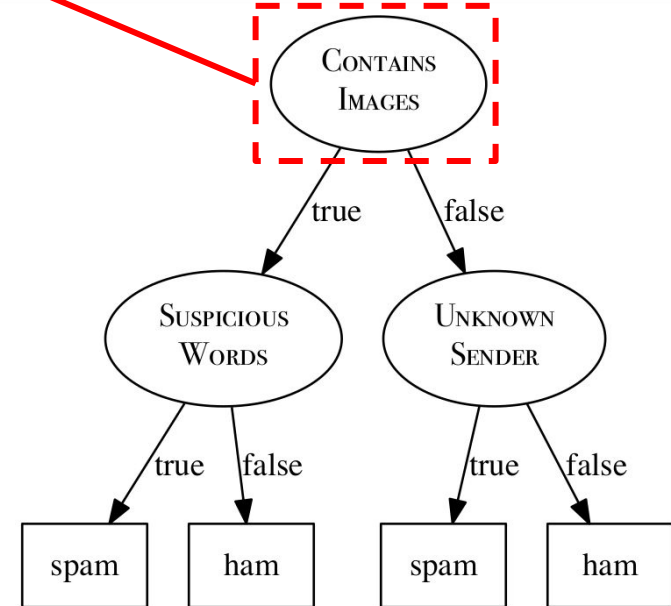 CONTAINS
IMAGES
true
false
SUSPICIOUS
WORDS
UNKNOWN
SENDER
true
false
true
false
spam
ham
spam
ham